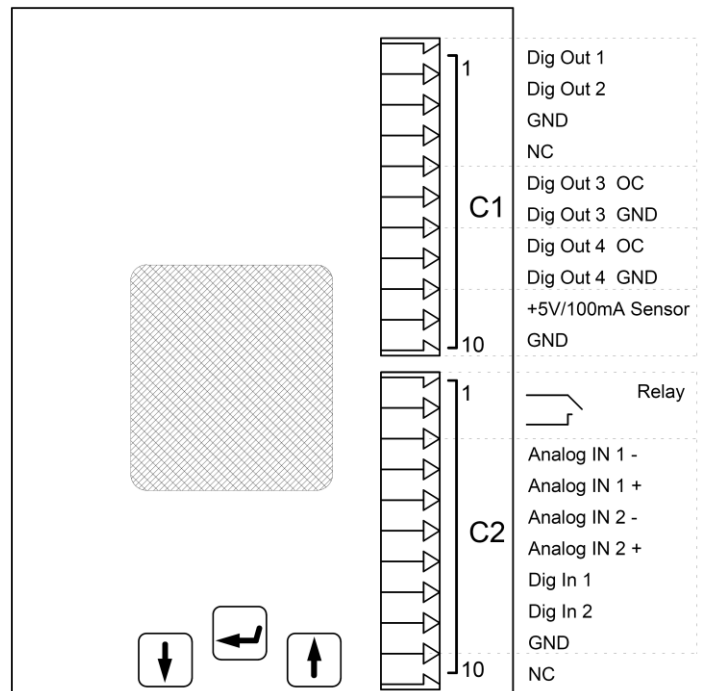 1
Dig Out 1
Dig Out 2
GND
NC
Dig Out 3 OC
C1
Dig Out 3 GND
Dig Out 4 OC
Dig Out 4 GND
+5V/100mA Sensor
10
GND
1
Relay
Analog IN 1 -
Analog IN 1 +
Analog IN 2 -
C2
Analog IN 2 +
Dig In 1
Dig In 2
GND
10
NC